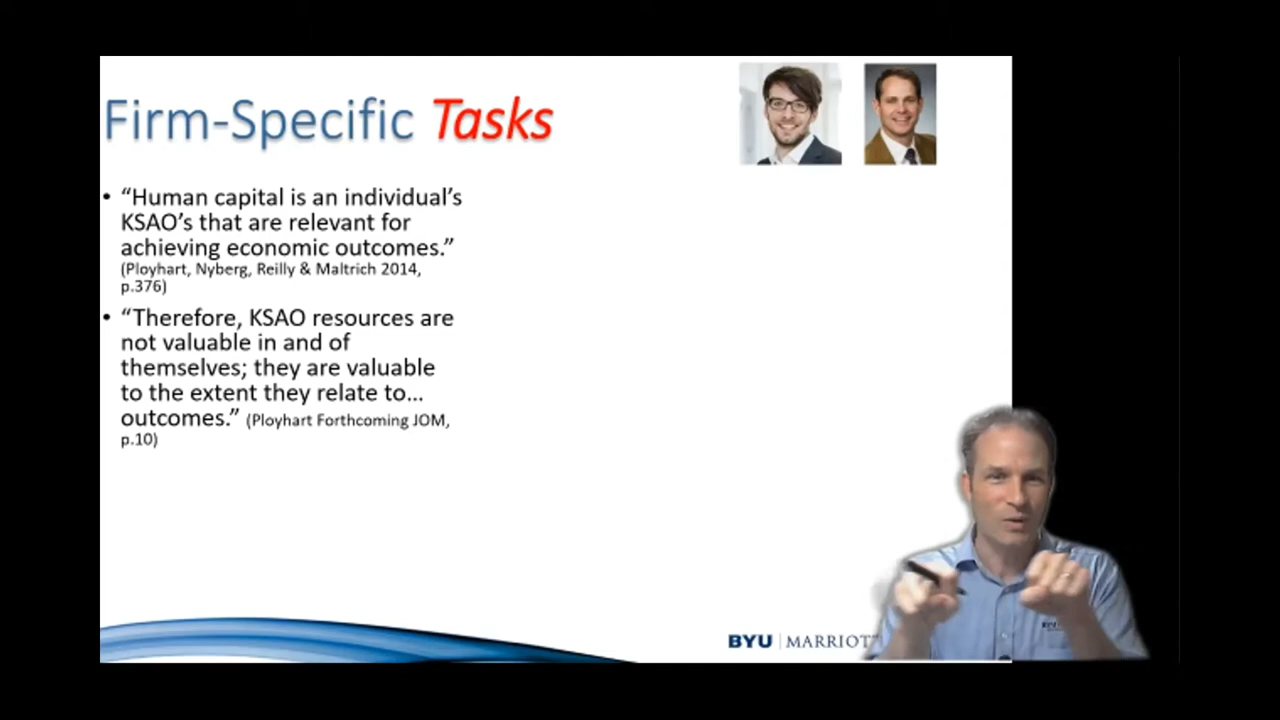 Firm-Specific Tasks
• “Human capital is an individual’s
KSAO’s that are relevant for
achieving economic outcomes.”
(Ployhart, Nyberg, Reilly & Maltrich 2014,
p.376)
• “Therefore, KSAO resources are
not valuable in and of
themselves; they are valuable
to the extent they relate to…
outcomes.” (Ployhart Forthcoming JOM,
p.10)
BYU | MARRIOTT
BYU